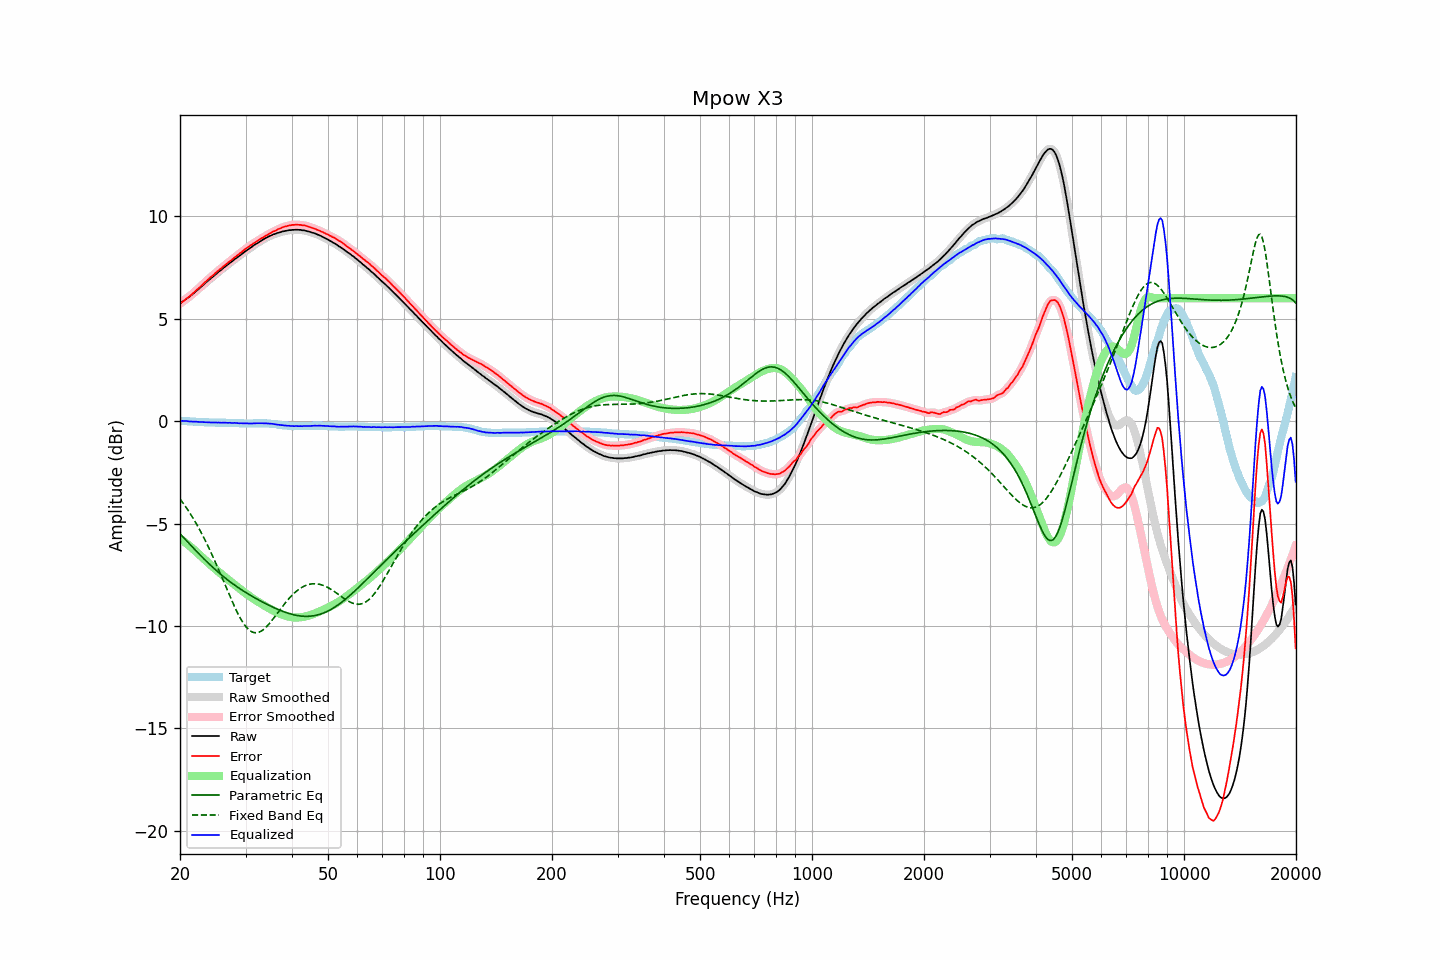 Mpow X3
Amplitude (dBr)
10
5
0
−5
−10
−15
−20
Target
Raw Smoothed
Error Smoothed
Raw
Error
Equalization
Parametric Eq
Fixed Band Eq
Equalized
20 50 100 200 500 1000 2000 5000 10000 20000
Frequency (Hz)